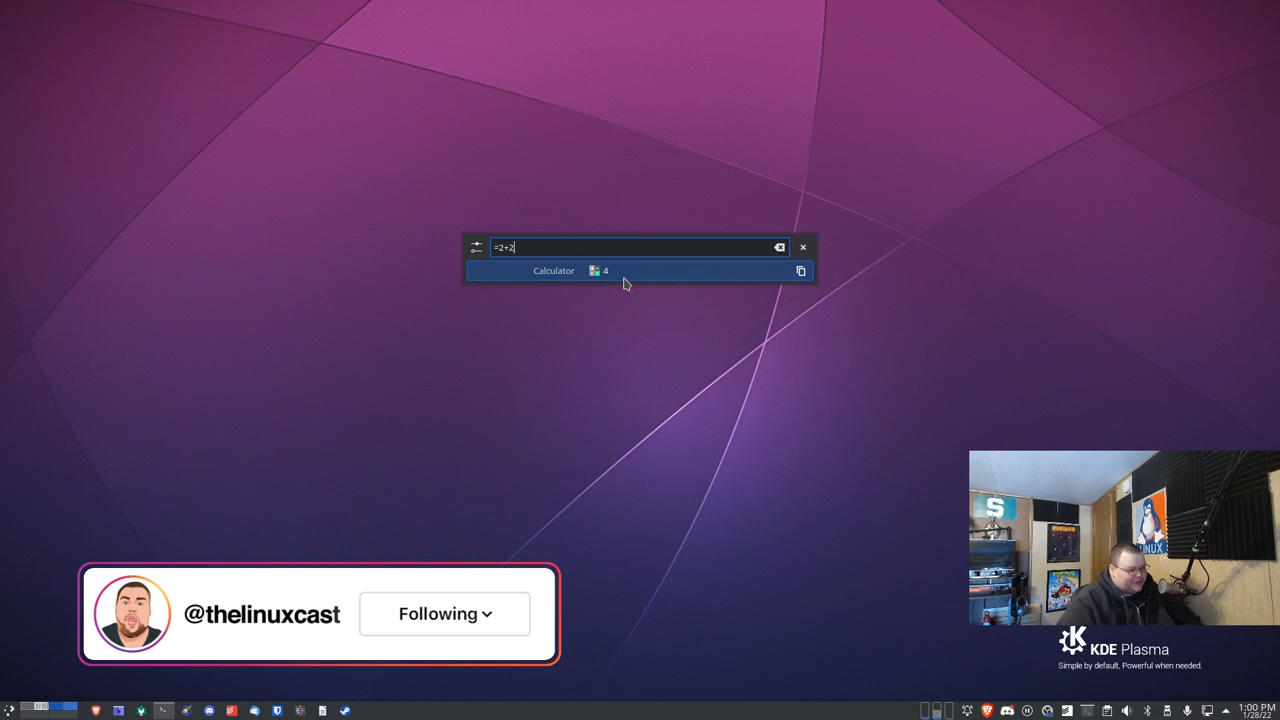 =2+2
Calculator 4
S
LINUX
@thelinuxcast Following
KDE Plasma
Simple by default, Powerful when needed.
1:00 PM
1/28/22